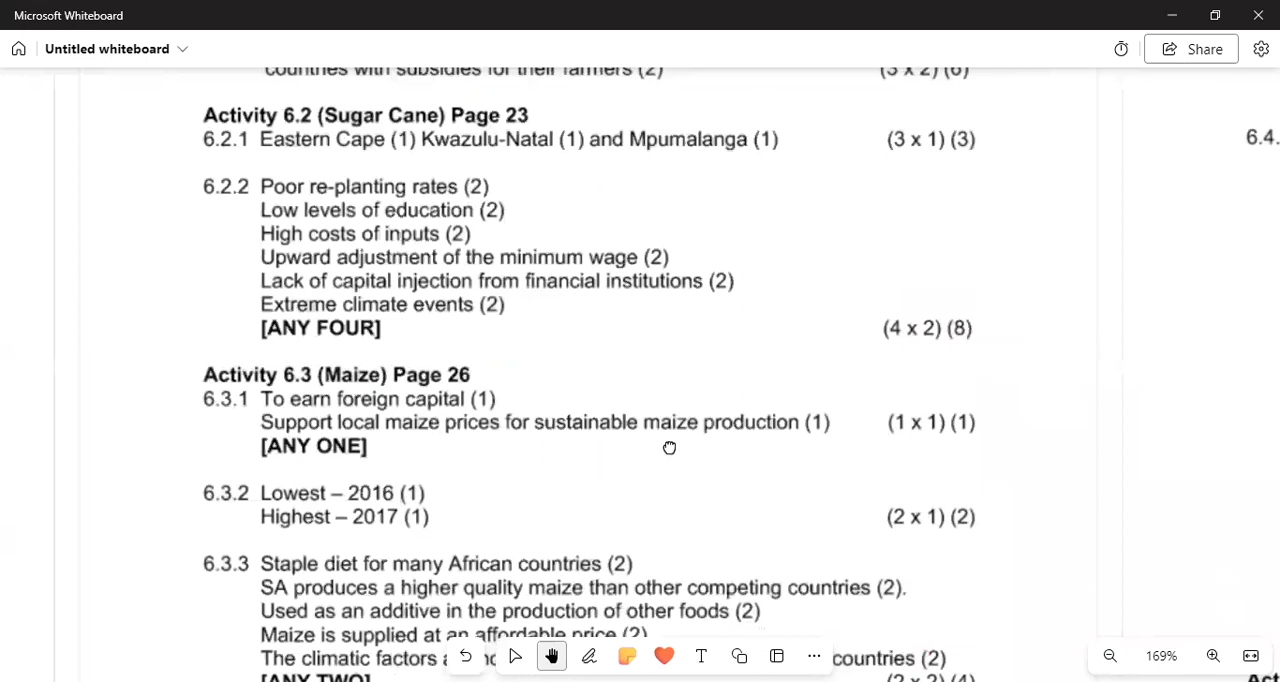 Microsoft Whiteboard
Untitled whiteboard
Share
countries with subsidies for their farmers (2) (3 x 2) (6)
Activity 6.2 (Sugar Cane) Page 23
6.2.1 Eastern Cape (1) Kwazulu-Natal (1) and Mpumalanga (1) (3 x 1) (3)
6.4.
6.2.2 Poor re-planting rates (2)
Low levels of education (2)
High costs of inputs (2)
Upward adjustment of the minimum wage (2)
Lack of capital injection from financial institutions (2)
Extreme climate events (2)
[ANY FOUR] (4 x 2) (8)
Activity 6.3 (Maize) Page 26
6.3.1 To earn foreign capital (1)
Support local maize prices for sustainable maize production (1) (1 x 1) (1)
[ANY ONE]
6.3.2 Lowest – 2016 (1)
Highest – 2017 (1) (2 x 1) (2)
6.3.3 Staple diet for many African countries (2)
SA produces a higher quality maize than other competing countries (2).
Used as an additive in the production of other foods (2)
Maize is supplied at an affordable price (2)
The climatic factors countries (2)
[ANY TWO] (2 x 2) (4)
T
169%